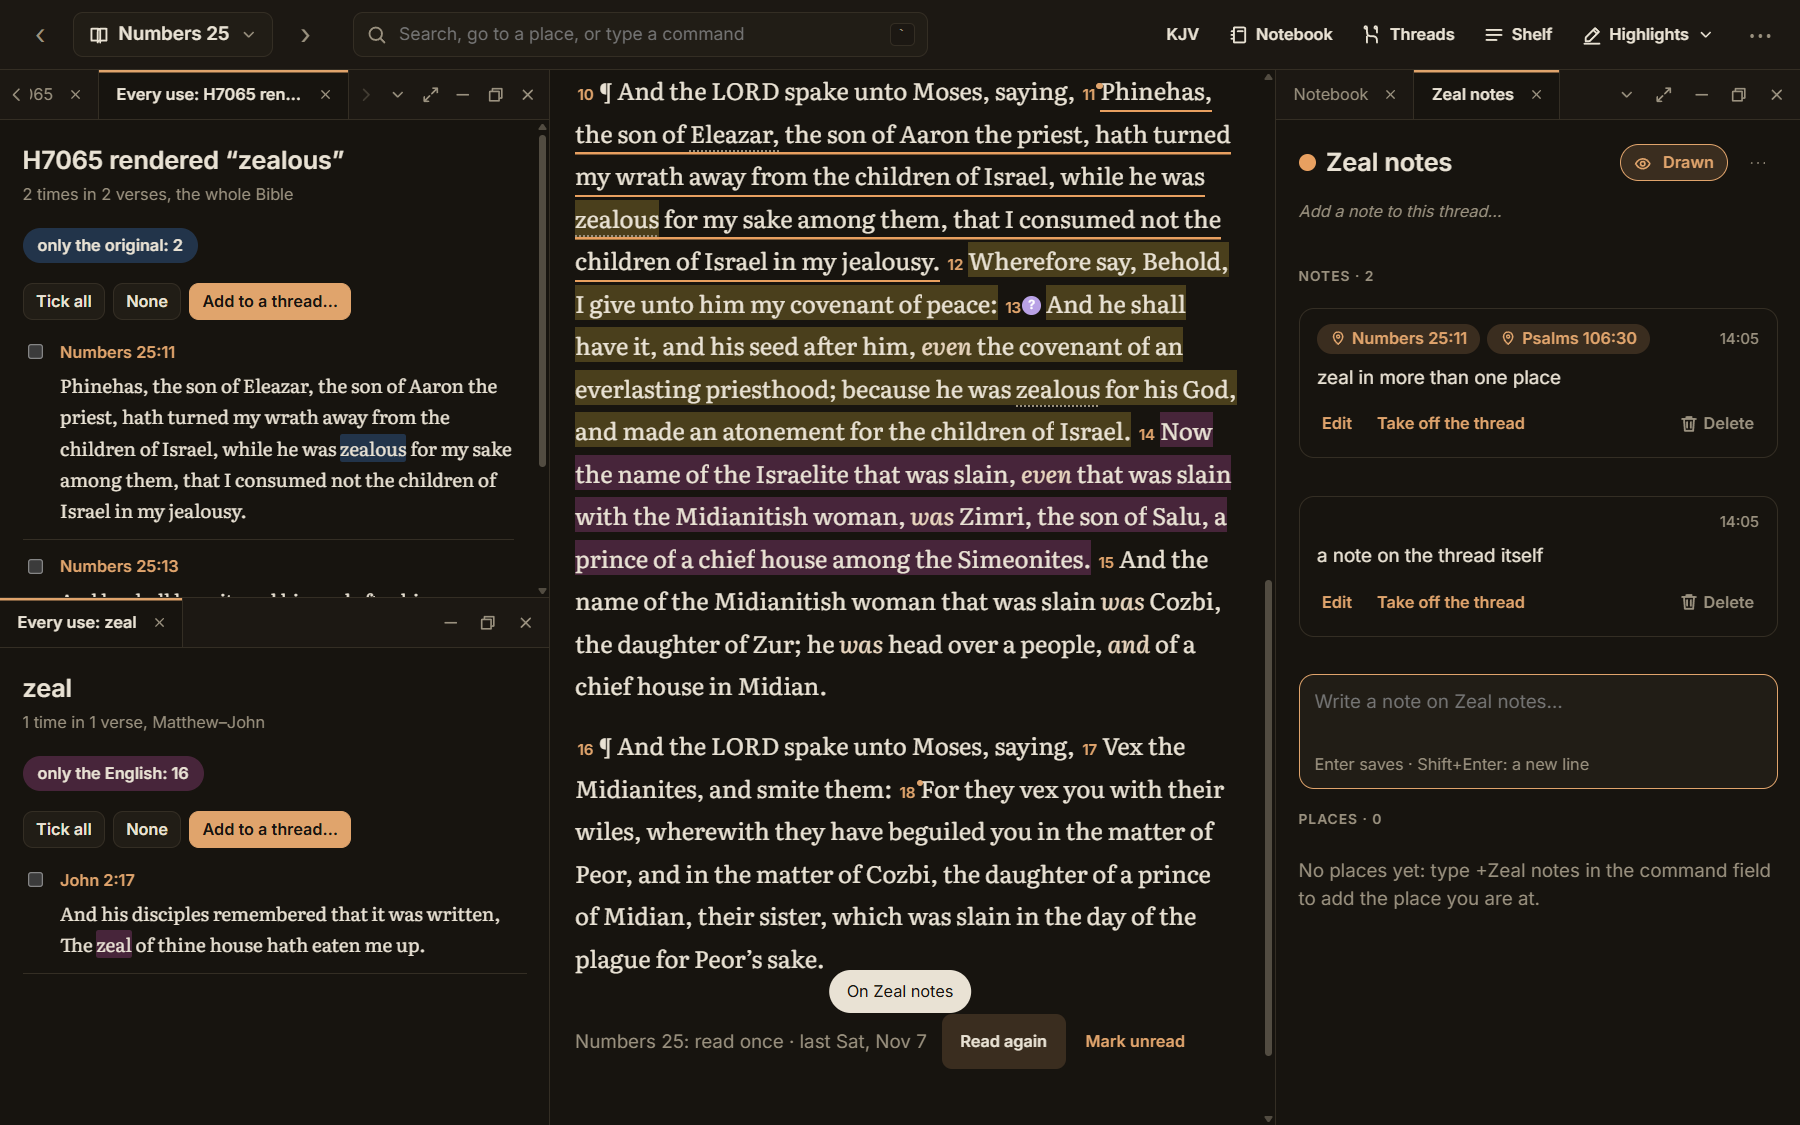 Numbers 25
Search, go to a place, or type a command
`
KJV
Notebook
Threads
Shelf
Highlights
065
Every use: H7065 ren...
H7065 rendered “zealous”
2 times in 2 verses, the whole Bible
only the original: 2
Tick all
None
Add to a thread...
Numbers 25:11
Phinehas, the son of Eleazar, the son of Aaron the
priest, hath turned my wrath away from the
children of Israel, while he was zealous for my sake
among them, that I consumed not the children of
Israel in my jealousy.
Numbers 25:13
Every use: zeal
zeal
1 time in 1 verse, Matthew–John
only the English: 16
Tick all
None
Add to a thread...
John 2:17
And his disciples remembered that it was written,
The zeal of thine house hath eaten me up.
10 ¶ And the LORD spake unto Moses, saying, 11 Phinehas,
the son of Eleazar, the son of Aaron the priest, hath turned
my wrath away from the children of Israel, while he was
zealous for my sake among them, that I consumed not the
children of Israel in my jealousy. 12 Wherefore say, Behold,
I give unto him my covenant of peace: 13 ? And he shall
have it, and his seed after him, even the covenant of an
everlasting priesthood; because he was zealous for his God,
and made an atonement for the children of Israel. 14 Now
the name of the Israelite that was slain, even that was slain
with the Midianitish woman, was Zimri, the son of Salu, a
prince of a chief house among the Simeonites. 15 And the
name of the Midianitish woman that was slain was Cozbi,
the daughter of Zur; he was head over a people, and of a
chief house in Midian.
16 ¶ And the LORD spake unto Moses, saying, 17 Vex the
Midianites, and smite them: 18 For they vex you with their
wiles, wherewith they have beguiled you in the matter of
Peor, and in the matter of Cozbi, the daughter of a prince
of Midian, their sister, which was slain in the day of the
plague for Peor’s sake.
On Zeal notes
Numbers 25: read once · last Sat, Nov 7
Read again
Mark unread
Notebook
Zeal notes
Zeal notes
Drawn
Add a note to this thread...
NOTES · 2
Numbers 25:11
Psalms 106:30
14:05
zeal in more than one place
Edit
Take off the thread
Delete
14:05
a note on the thread itself
Edit
Take off the thread
Delete
Write a note on Zeal notes...
Enter saves · Shift+Enter: a new line
PLACES · 0
No places yet: type +Zeal notes in the command field
to add the place you are at.